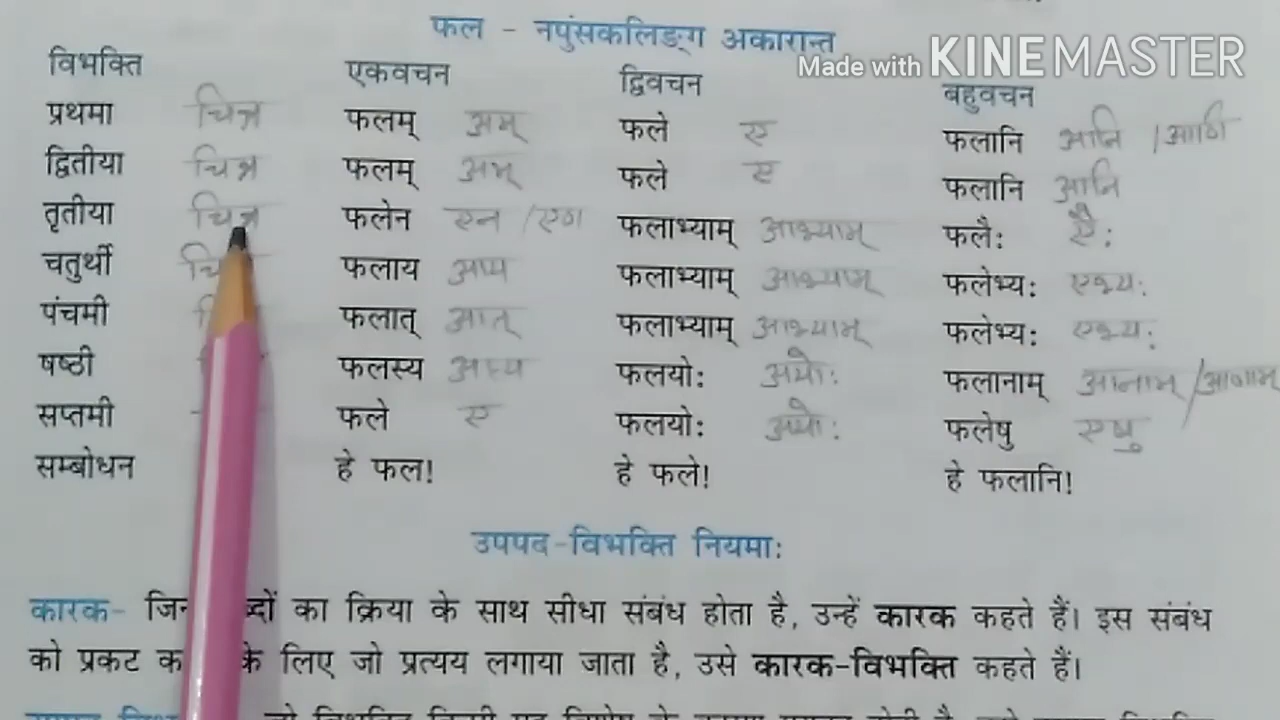 फल - नपुंसकलिङ्ग अकारान्त
Made with KINEMASTER
विभक्ति एकवचन द्विवचन बहुवचन
प्रथमा चिह्न फलम् अम् फले ए फलानि आनि / आणि
द्वितीया चिह्न फलम् अम् फले ए फलानि आनि
तृतीया चिह्न फलेन एन / एण फलाभ्याम् आभ्याम् फलैः ऐः
चतुर्थी फलाय आय फलाभ्याम् आभ्याम् फलेभ्यः एभ्यः
पंचमी फलात् आत् फलाभ्याम् आभ्याम् फलेभ्यः एभ्यः
षष्ठी फलस्य अस्य फलयोः अयोः फलानाम् आनाम् / आणाम्
सप्तमी फले ए फलयोः अयोः फलेषु एषु
सम्बोधन हे फल! हे फले! हे फलानि!
उपपद-विभक्ति नियमाः
कारक- का क्रिया के साथ सीधा संबंध होता है, उन्हें कारक कहते हैं। इस संबंध
को प्रकट के लिए जो प्रत्यय लगाया जाता है, उसे कारक-विभक्ति कहते हैं।